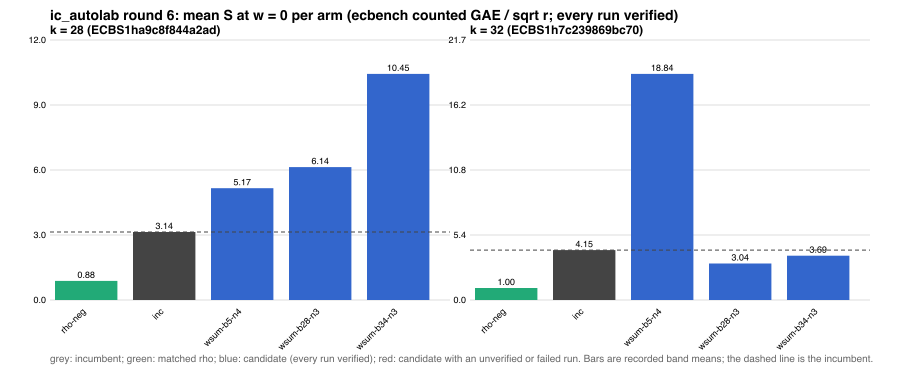 ic_autolab round 6: mean S at w = 0 per arm (ecbench counted GAE / sqrt r; every run verified)
k = 28 (ECBS1ha9c8f844a2ad)
12.0
9.0
6.0
3.0
0.0
0.88
3.14
5.17
6.14
10.45
rho-neg
inc
wsum-b5-n4
wsum-b28-n3
wsum-b34-n3
k = 32 (ECBS1h7c239869bc70)
21.7
16.2
10.8
5.4
0.0
1.00
4.15
18.84
3.04
3.69
rho-neg
inc
wsum-b5-n4
wsum-b28-n3
wsum-b34-n3
grey: incumbent; green: matched rho; blue: candidate (every run verified); red: candidate with an unverified or failed run. Bars are recorded band means; the dashed line is the incumbent.